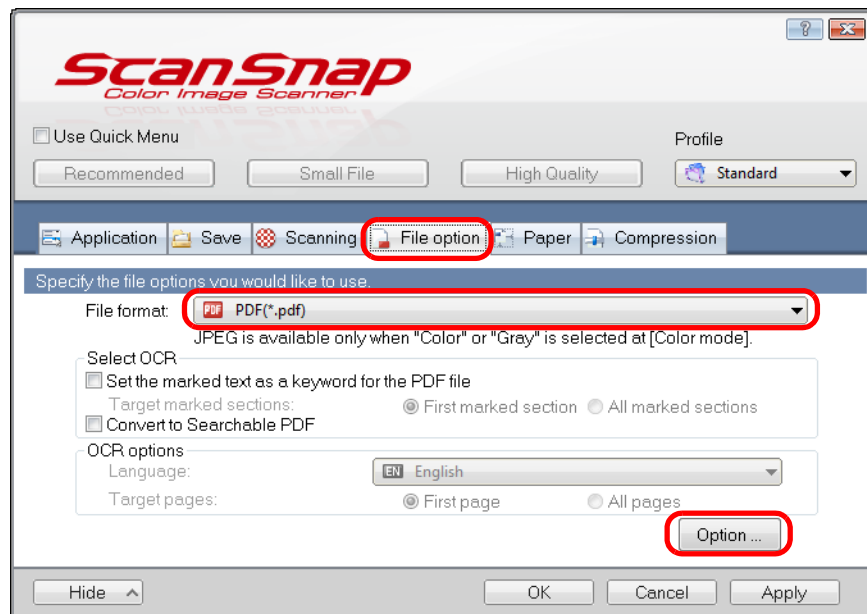 ScanSnap
Color Image Scanner
Use Quick Menu
Profile
Recommended Small File High Quality Standard
Application Save Scanning File option Paper Compression
Specify the file options you would like to use.
File format: PDF PDF(*.pdf)
JPEG is available only when "Color" or "Gray" is selected at [Color mode].
Select OCR
Set the marked text as a keyword for the PDF file
Target marked sections: First marked section All marked sections
Convert to Searchable PDF
OCR options
Language: EN English
Target pages: First page All pages
Option ...
Hide OK Cancel Apply